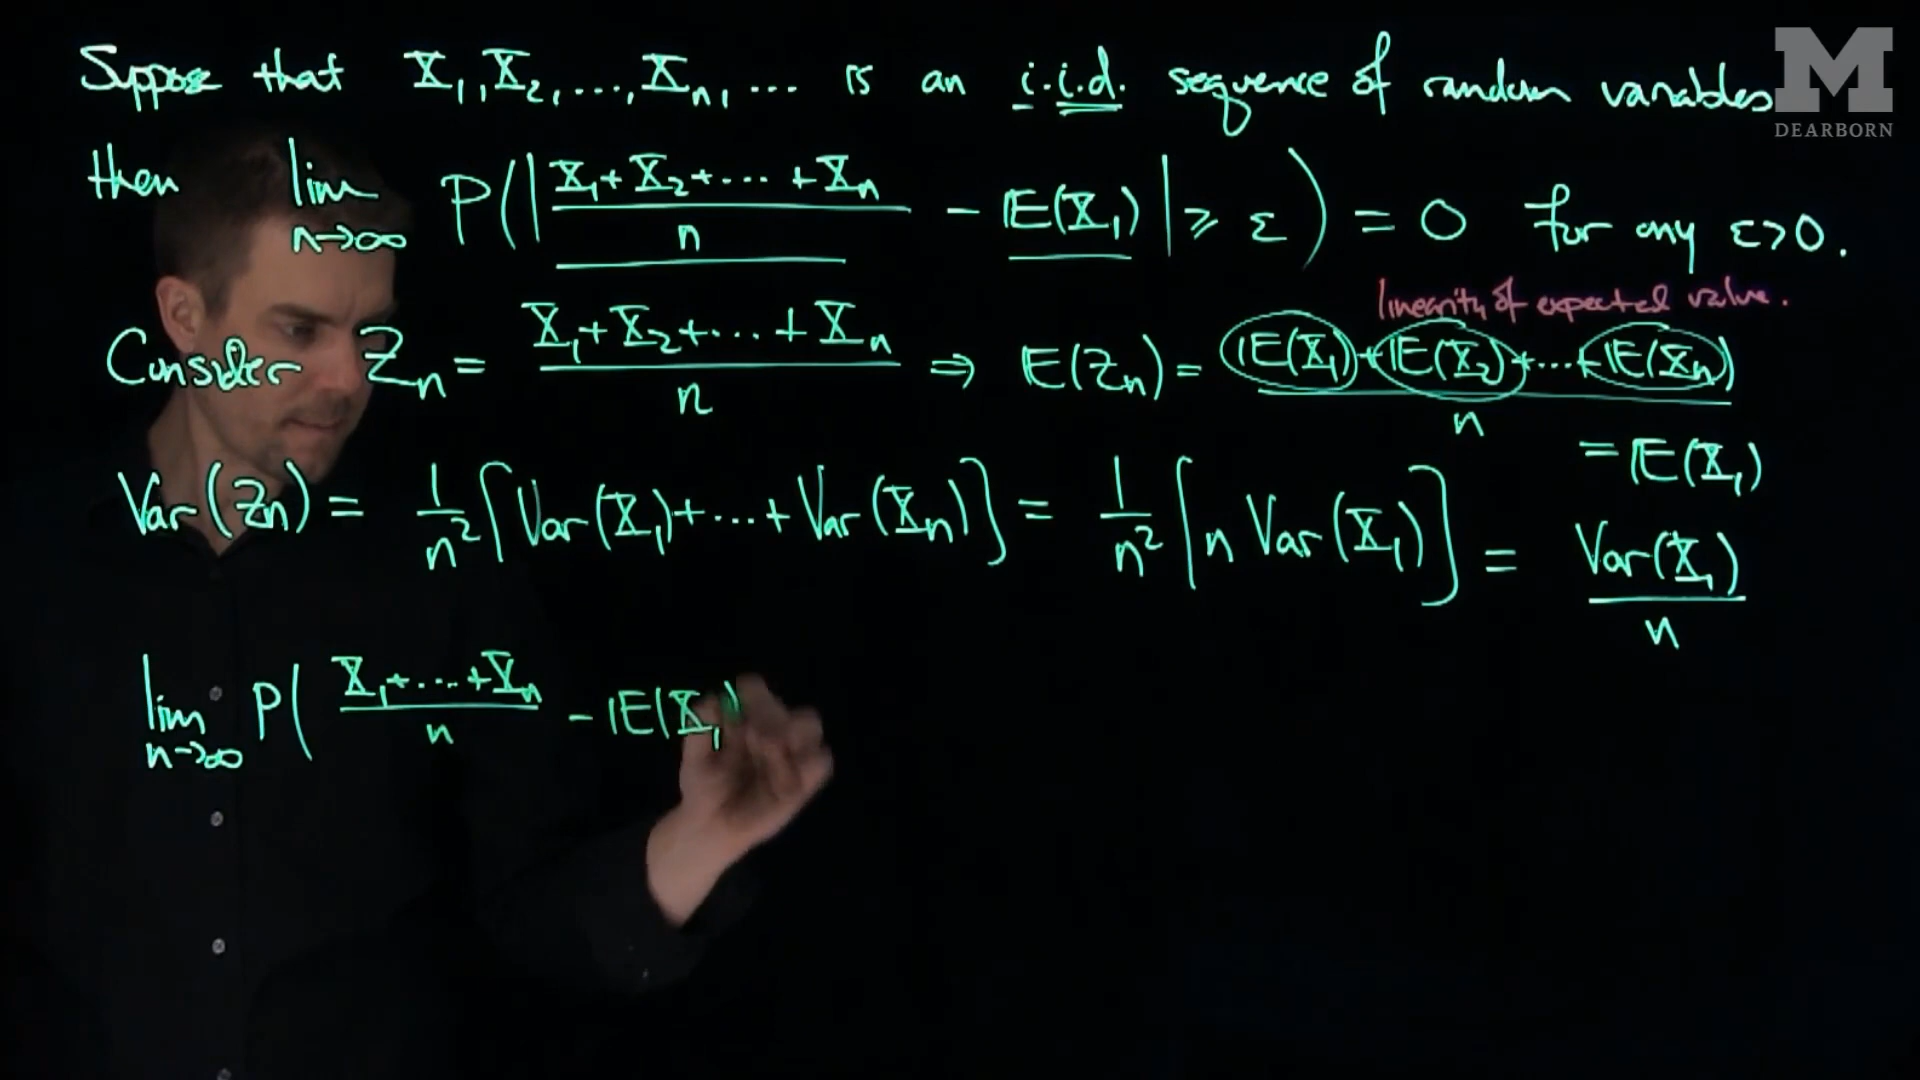 Suppose that X₁, X₂, ..., Xₙ, ... is an i.i.d. sequence of random variables
M
DEARBORN
then lim n→∞ P(|(X₁+X₂+⋯+Xₙ)/n − E(X₁)| ⩾ ε) = 0 for any ε>0.
linearity of expected value.
Consider Zₙ = (X₁+X₂+⋯+Xₙ)/n ⇒ E(Zₙ) = (E(X₁)+E(X₂)+⋯+E(Xₙ))/n
= E(X₁)
Var(Zₙ) = 1/n² [Var(X₁)+⋯+Var(Xₙ)] = 1/n² [n Var(X₁)] = Var(X₁)/n
lim n→∞ P( (X₁+⋯+Xₙ)/n − E(X₁)